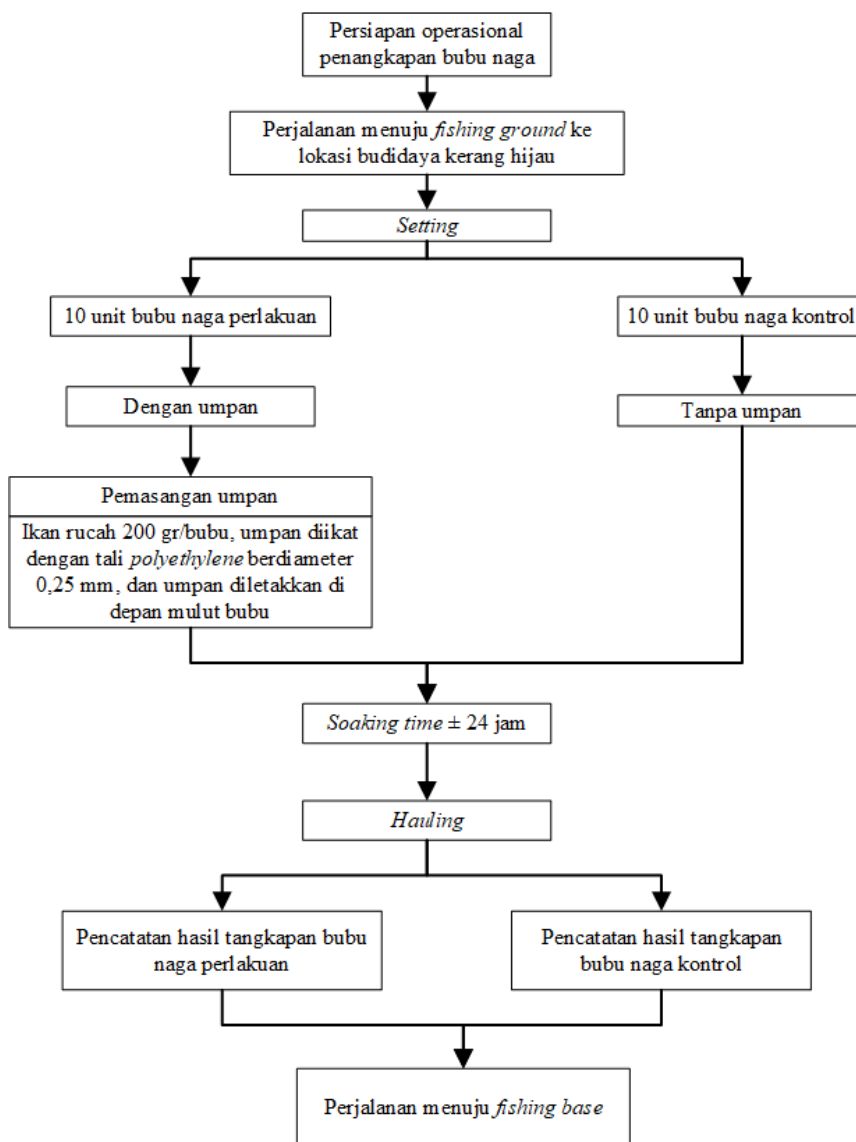 Persiapan operasional
penangkapan bubu naga
Perjalanan menuju fishing ground ke
lokasi budidaya kerang hijau
Setting
10 unit bubu naga perlakuan
10 unit bubu naga kontrol
Dengan umpan
Tanpa umpan
Pemasangan umpan
Ikan rucah 200 gr/bubu, umpan diikat
dengan tali polyethylene berdiameter
0,25 mm, dan umpan diletakkan di
depan mulut bubu
Soaking time ± 24 jam
Hauling
Pencatatan hasil tangkapan bubu
naga perlakuan
Pencatatan hasil tangkapan
bubu naga kontrol
Perjalanan menuju fishing base